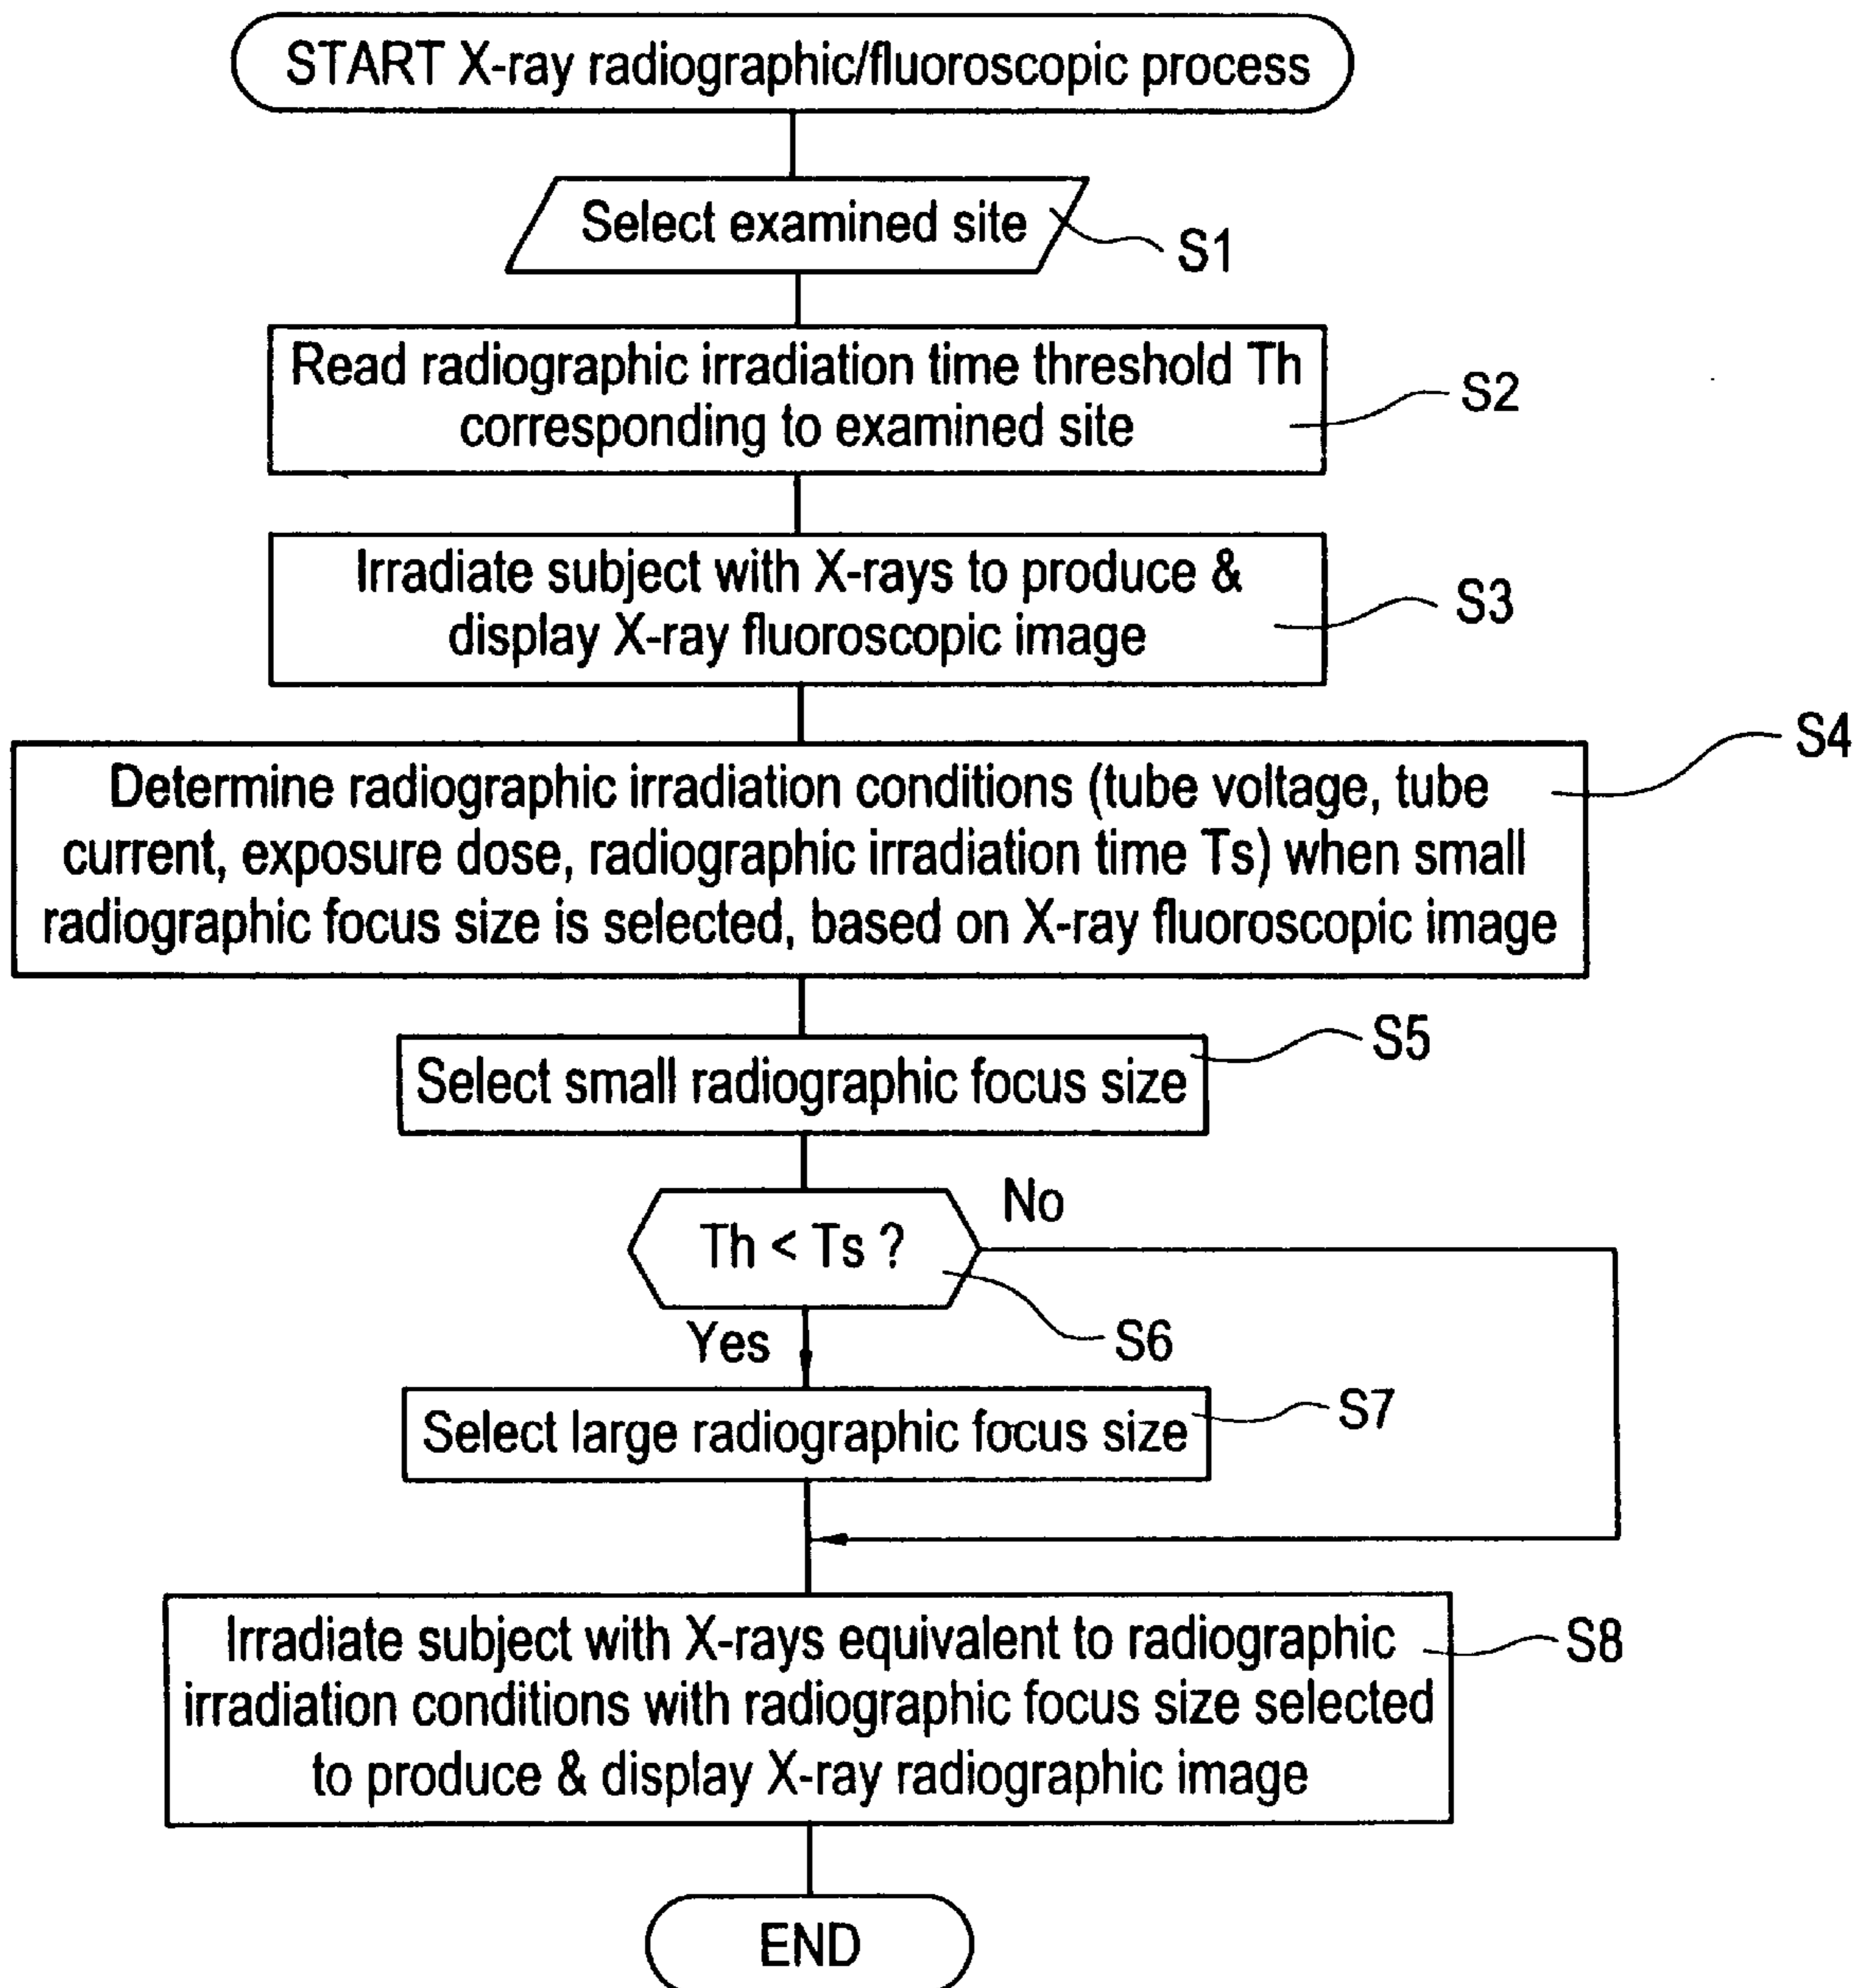 START X-ray radiographic/fluoroscopic process
Select examined site
S1
Read radiographic irradiation time threshold Th
corresponding to examined site
S2
Irradiate subject with X-rays to produce &
display X-ray fluoroscopic image
S3
Determine radiographic irradiation conditions (tube voltage, tube
current, exposure dose, radiographic irradiation time Ts) when small
radiographic focus size is selected, based on X-ray fluoroscopic image
S4
Select small radiographic focus size
S5
Th < Ts ?
No
S6
Yes
Select large radiographic focus size
S7
Irradiate subject with X-rays equivalent to radiographic
irradiation conditions with radiographic focus size selected
to produce & display X-ray radiographic image
S8
END